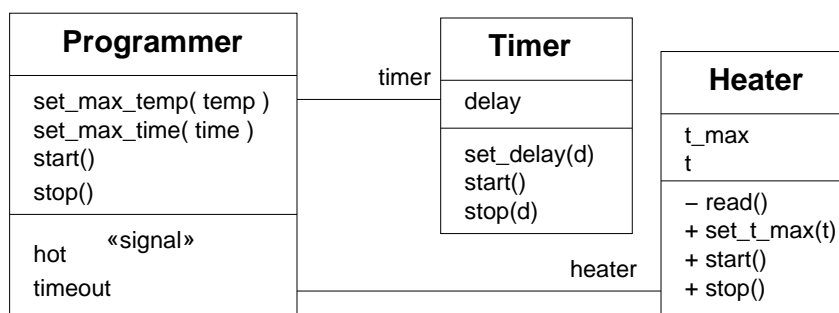 Programmer
set_max_temp( temp )
set_max_time( time )
start()
stop()
«signal»
hot
timeout
timer
Timer
delay
set_delay(d)
start()
stop(d)
heater
Heater
t_max
t
− read()
+ set_t_max(t)
+ start()
+ stop()